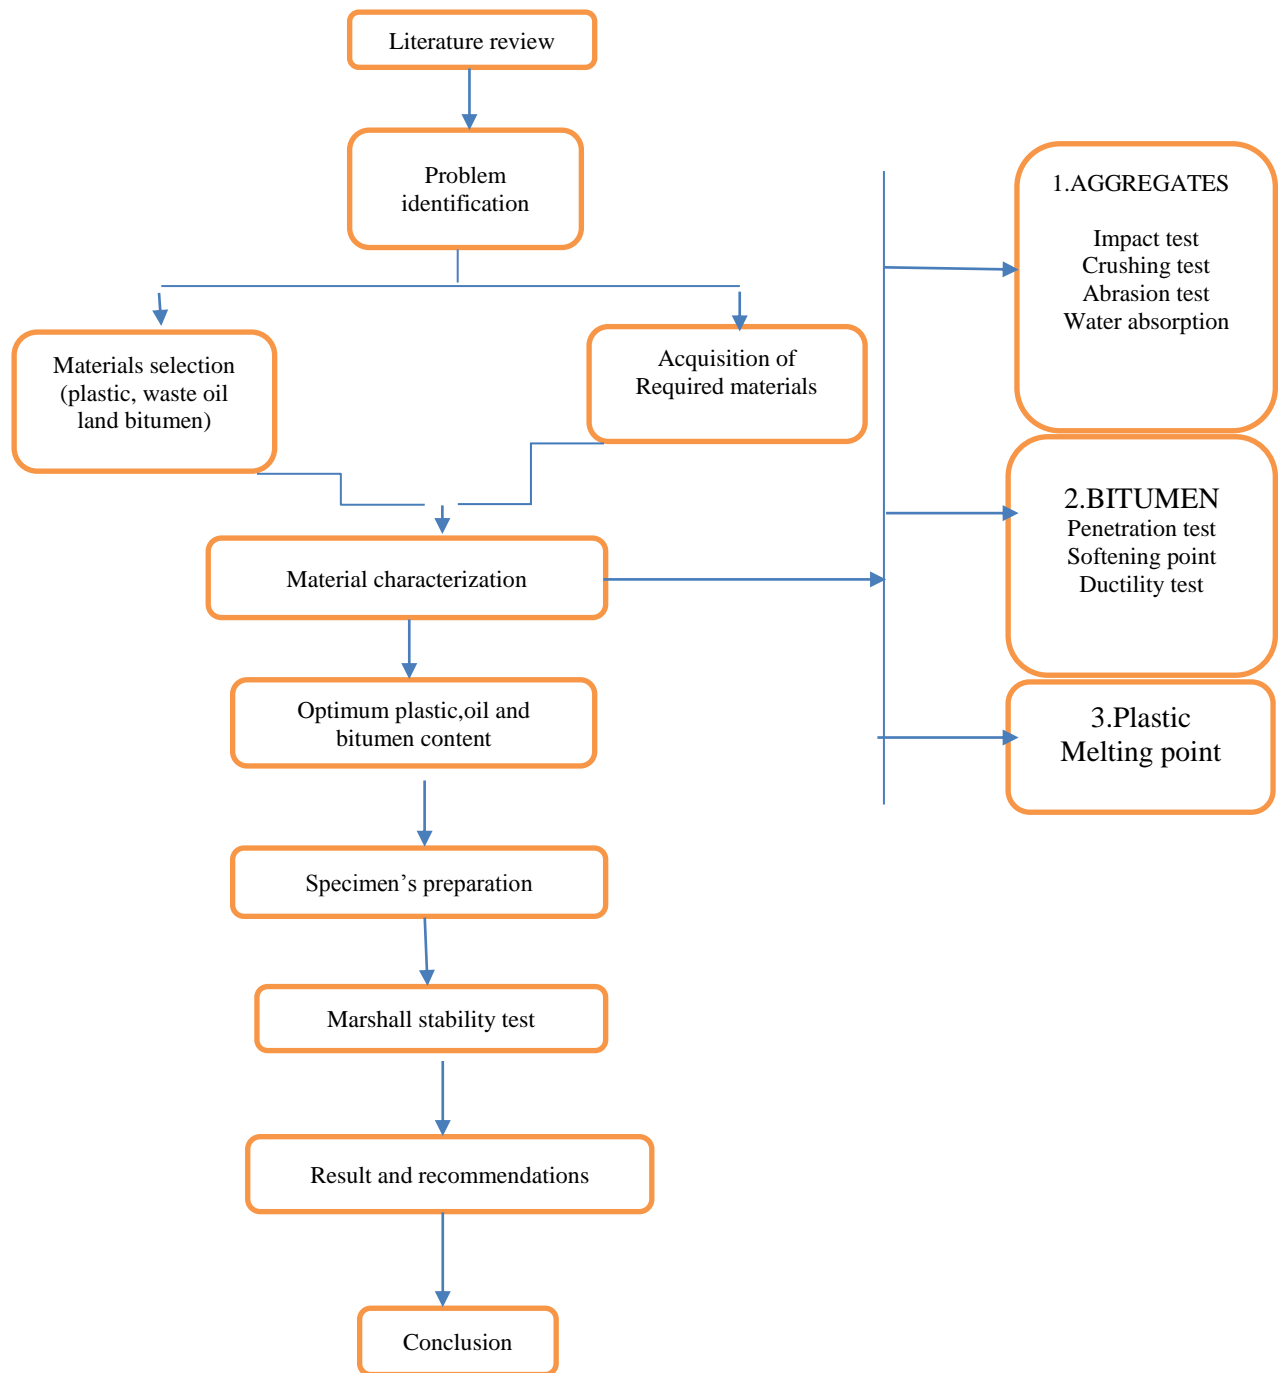 Literature review
Problem
identification
Materials selection
(plastic, waste oil
land bitumen)
Acquisition of
Required materials
Material characterization
Optimum plastic,oil and
bitumen content
Specimen’s preparation
Marshall stability test
Result and recommendations
Conclusion
1.AGGREGATES
Impact test
Crushing test
Abrasion test
Water absorption
2.BITUMEN
Penetration test
Softening point
Ductility test
3.Plastic
Melting point